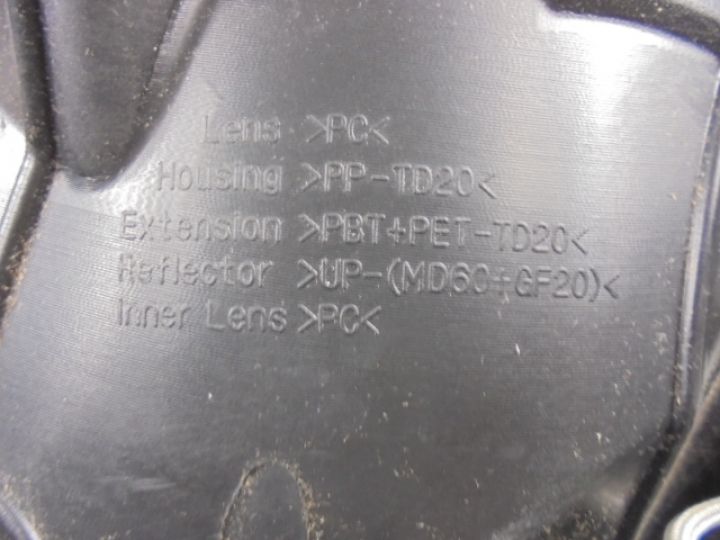 Lens >PC<
Housing >PP-TD20<
Extension >PBT+PET-TD20<
Reflector >UP-(MD60+GF20)<
Inner Lens >PC<